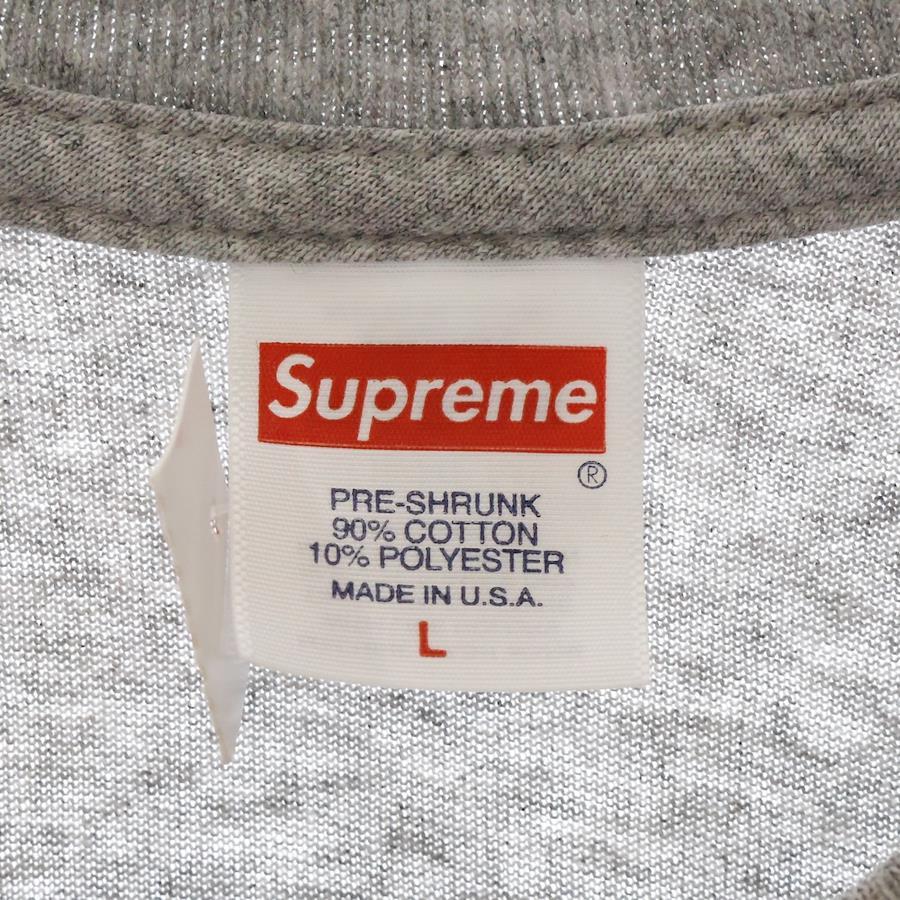 Supreme
®
PRE-SHRUNK
90% COTTON
10% POLYESTER
MADE IN U.S.A.
L